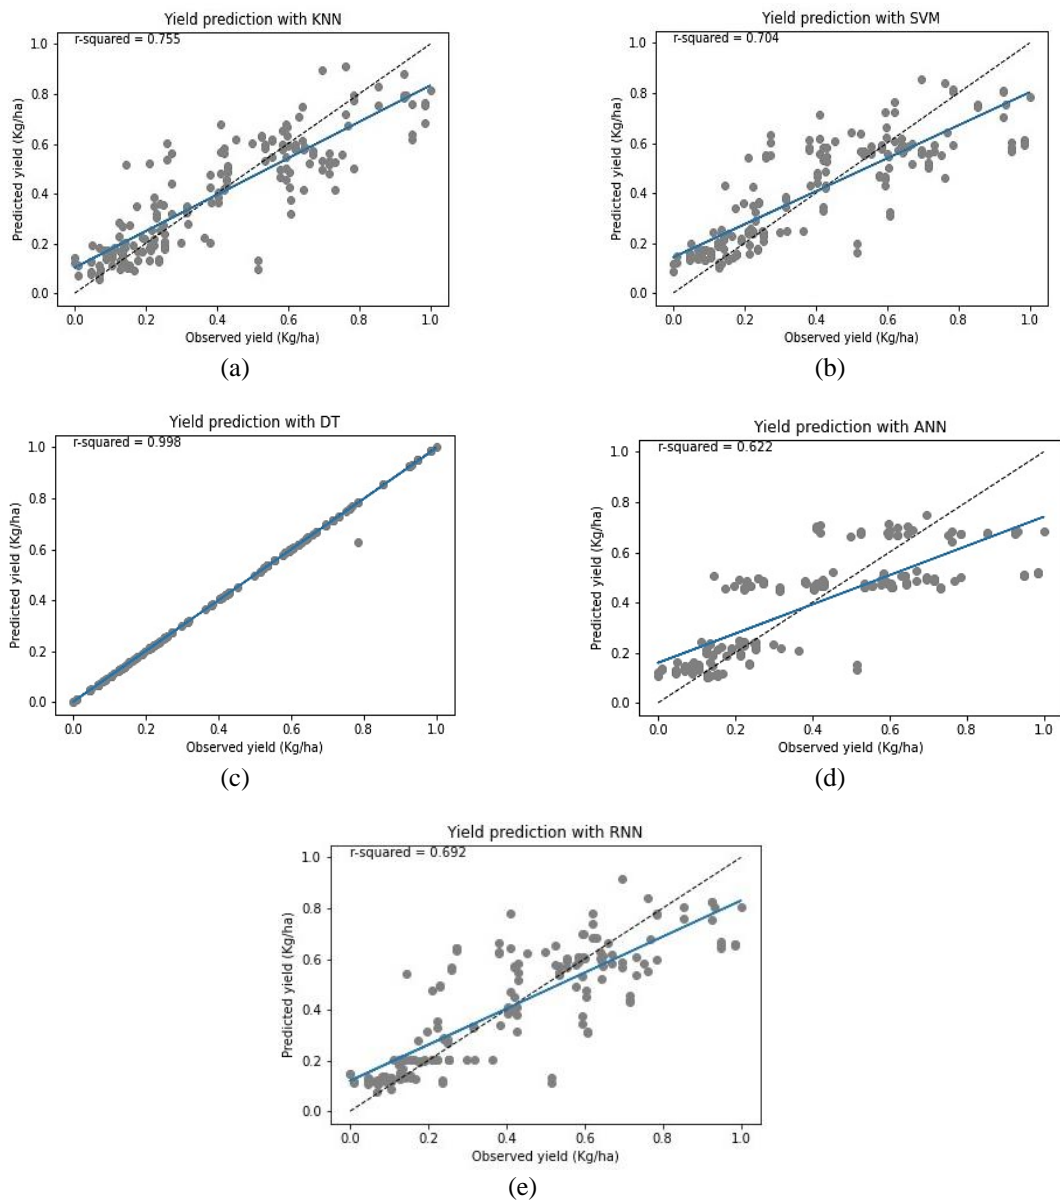 Yield prediction with KNN
r-squared = 0.755
1.0
0.8
0.6
0.4
0.2
0.0
Predicted yield (Kg/ha)
0.0 0.2 0.4 0.6 0.8 1.0
Observed yield (Kg/ha)
(a)
Yield prediction with SVM
r-squared = 0.704
1.0
0.8
0.6
0.4
0.2
0.0
Predicted yield (Kg/ha)
0.0 0.2 0.4 0.6 0.8 1.0
Observed yield (Kg/ha)
(b)
Yield prediction with DT
r-squared = 0.998
1.0
0.8
0.6
0.4
0.2
0.0
Predicted yield (Kg/ha)
0.0 0.2 0.4 0.6 0.8 1.0
Observed yield (Kg/ha)
(c)
Yield prediction with ANN
r-squared = 0.622
1.0
0.8
0.6
0.4
0.2
0.0
Predicted yield (Kg/ha)
0.0 0.2 0.4 0.6 0.8 1.0
Observed yield (Kg/ha)
(d)
Yield prediction with RNN
r-squared = 0.692
1.0
0.8
0.6
0.4
0.2
0.0
Predicted yield (Kg/ha)
0.0 0.2 0.4 0.6 0.8 1.0
Observed yield (Kg/ha)
(e)